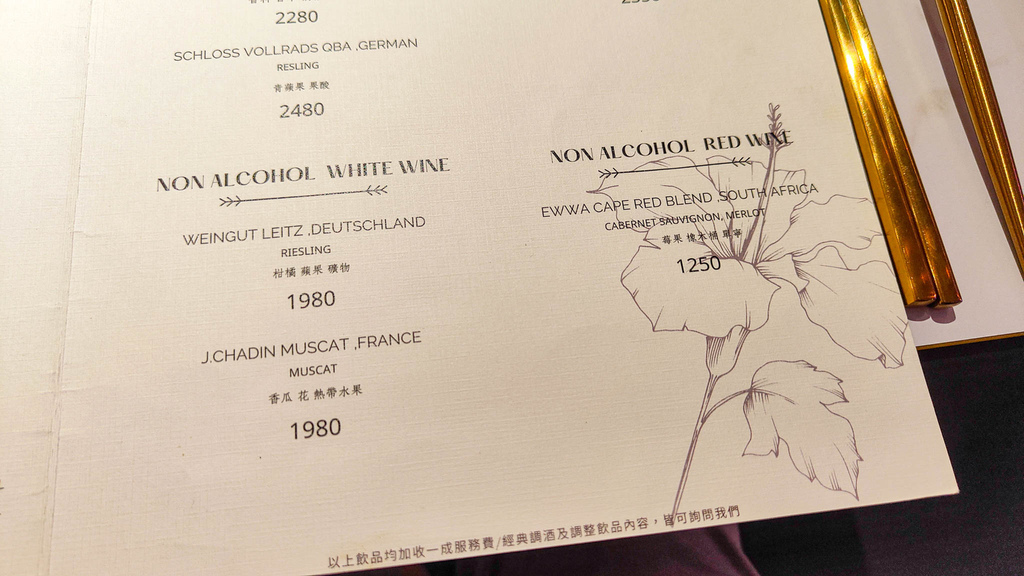 2280
SCHLOSS VOLLRADS QBA ,GERMAN
RESLING
青蘋果 果酸
2480
NON ALCOHOL WHITE WINE
WEINGUT LEITZ ,DEUTSCHLAND
RIESLING
柑橘 蘋果 礦物
1980
J.CHADIN MUSCAT ,FRANCE
MUSCAT
香瓜 花 熱帶水果
1980
NON ALCOHOL RED WINE
EWWA CAPE RED BLEND ,SOUTH AFRICA
CABERNET SAUVIGNON, MERLOT
莓果 橡木桶 單寧
1250
以上飲品均加收一成服務費/經典調酒及調整飲品內容，皆可詢問我們